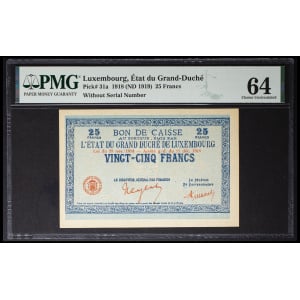 PMG
PAPER MONEY GUARANTY
Luxembourg, État du Grand-Duché
Pick# 31a 1918 (ND 1919) 25 Francs
Without Serial Number
64
Choice Uncirculated
25
FRANCS
BON DE CAISSE
25
FRANCS
AU PORTEUR, ÉMIS PAR
L'ÉTAT DU GRAND DUCHÉ DE LUXEMBOURG
VINGT-CINQ FRANCS
LE DIRECTEUR GÉNÉRAL DES FINANCES